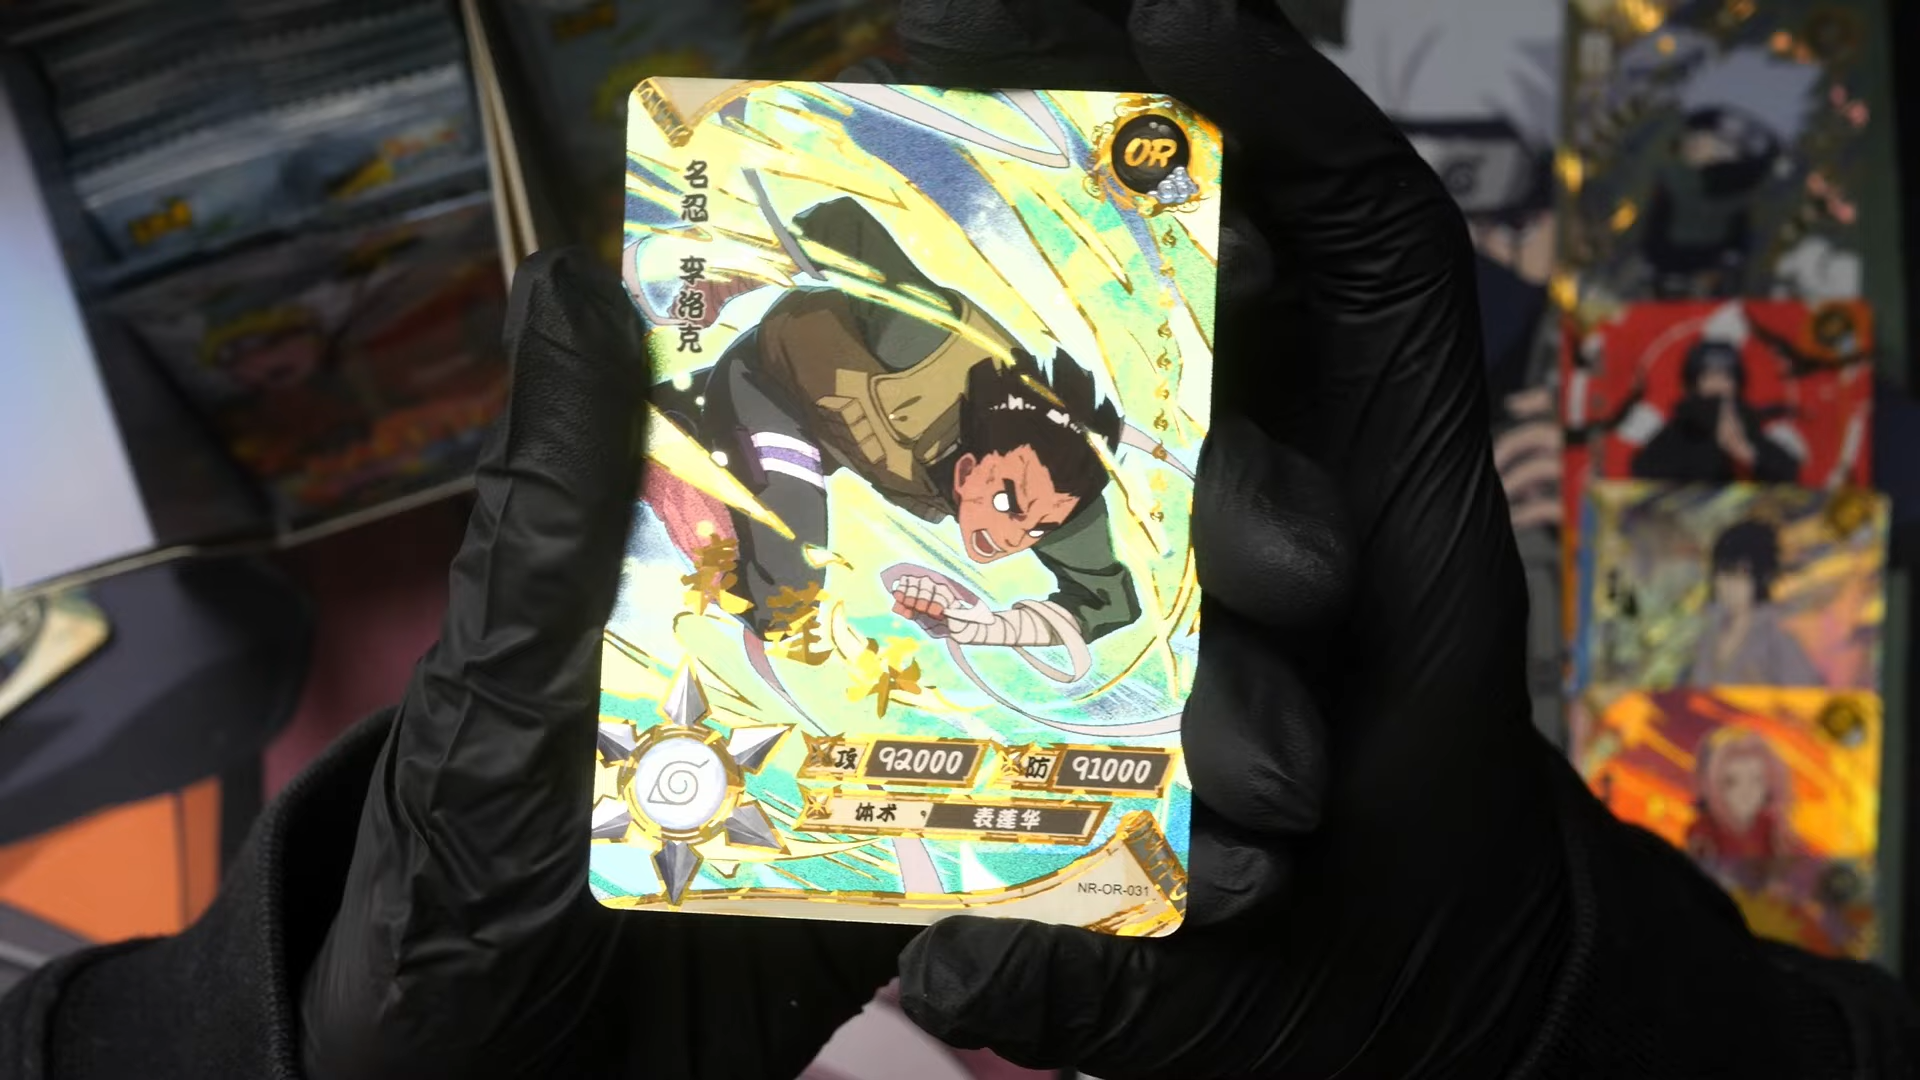 OR
名忍 李洛克
表莲华
攻 92000
防 91000
体术 · 表莲华
NR-OR-031